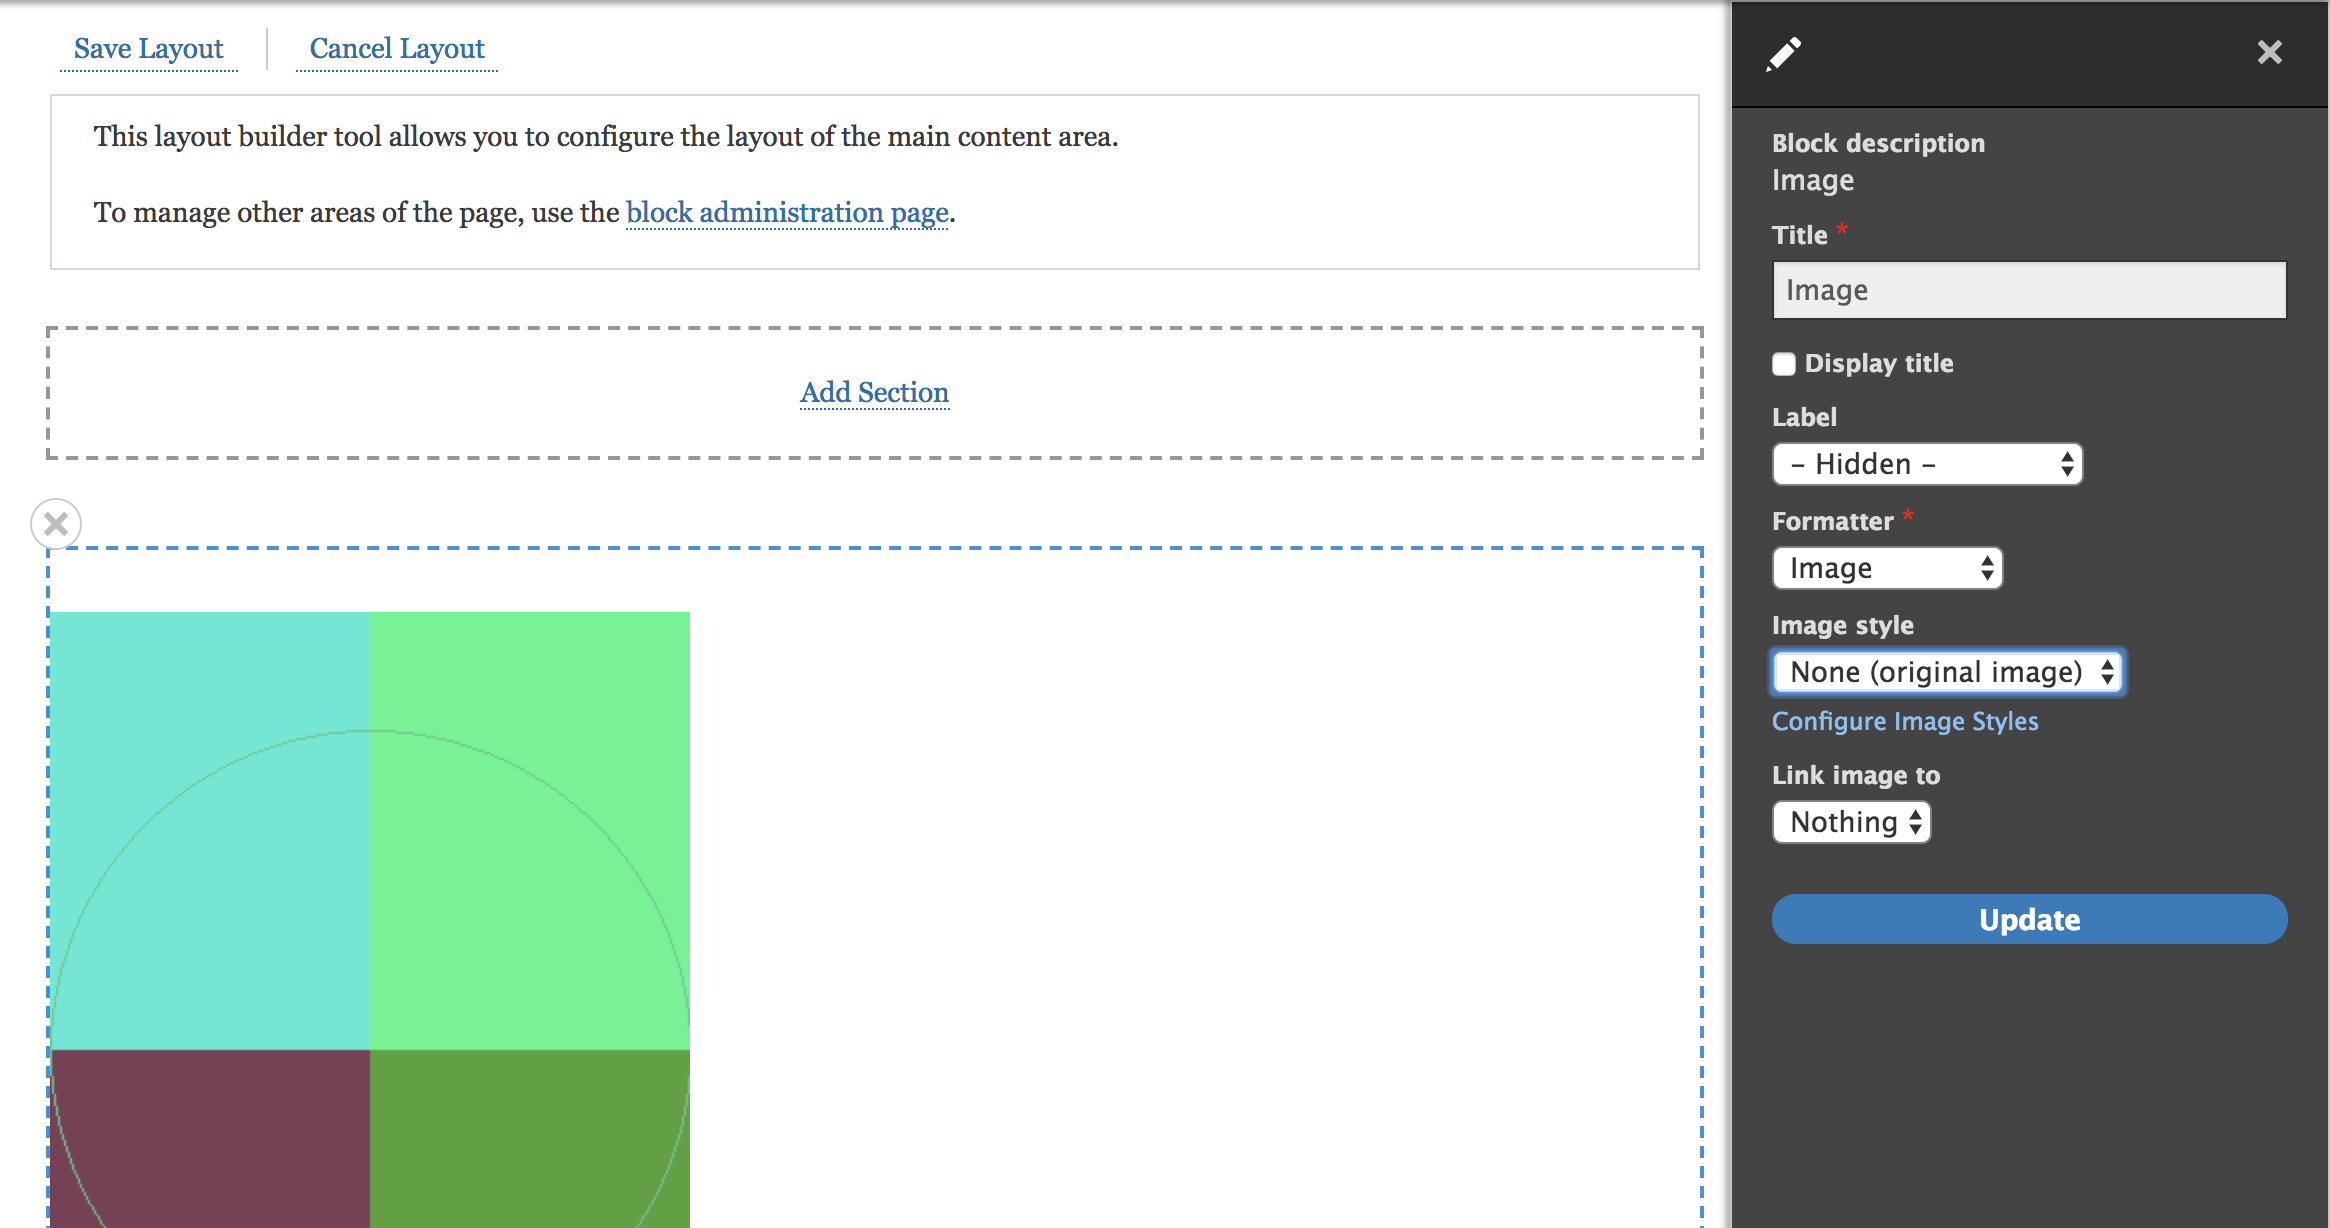 Save Layout
Cancel Layout
This layout builder tool allows you to configure the layout of the main content area.
To manage other areas of the page, use the block administration page.
Add Section
Block description
Image
Title *
Image
Display title
Label
- Hidden -
Formatter *
Image
Image style
None (original image)
Configure Image Styles
Link image to
Nothing
Update